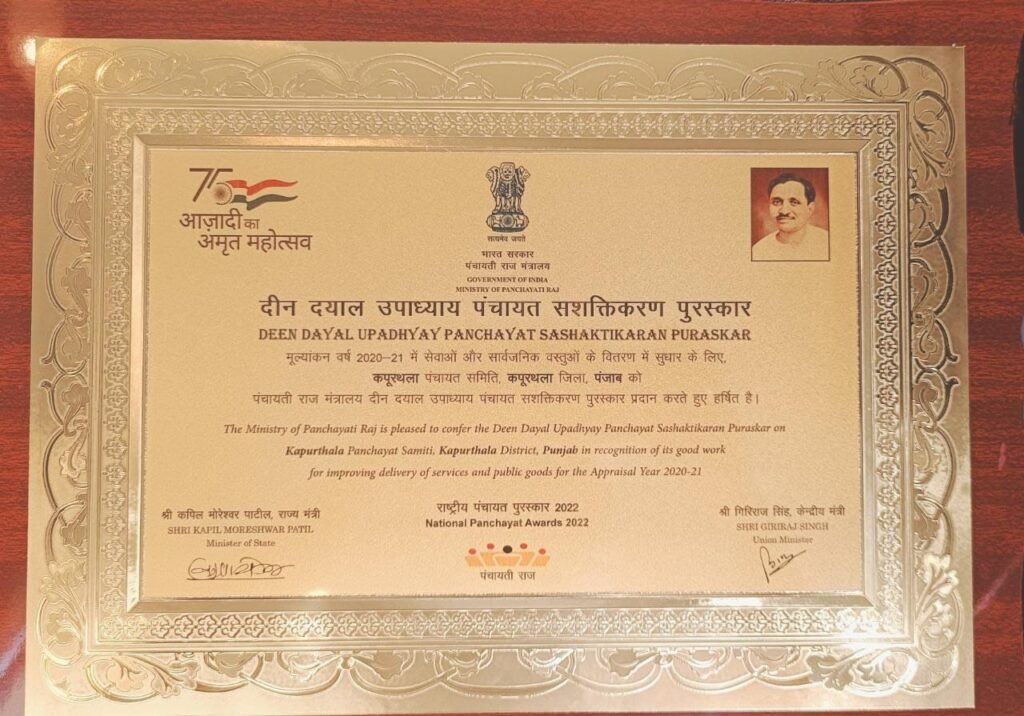 75
आज़ादी का
अमृत महोत्सव
सत्यमेव जयते
भारत सरकार
पंचायती राज मंत्रालय
GOVERNMENT OF INDIA
MINISTRY OF PANCHAYATI RAJ
दीन दयाल उपाध्याय पंचायत सशक्तिकरण पुरस्कार
DEEN DAYAL UPADHYAY PANCHAYAT SASHAKTIKARAN PURASKAR
मूल्यांकन वर्ष 2020–21 में सेवाओं और सार्वजनिक वस्तुओं के वितरण में सुधार के लिए,
कपूरथला पंचायत समिति, कपूरथला जिला, पंजाब को
पंचायती राज मंत्रालय दीन दयाल उपाध्याय पंचायत सशक्तिकरण पुरस्कार प्रदान करते हुए हर्षित है।
The Ministry of Panchayati Raj is pleased to confer the Deen Dayal Upadhyay Panchayat Sashaktikaran Puraskar on
Kapurthala Panchayat Samiti, Kapurthala District, Punjab in recognition of its good work
for improving delivery of services and public goods for the Appraisal Year 2020-21
श्री कपिल मोरेश्वर पाटील, राज्य मंत्री
SHRI KAPIL MORESHWAR PATIL
Minister of State
राष्ट्रीय पंचायत पुरस्कार 2022
National Panchayat Awards 2022
पंचायती राज
श्री गिरिराज सिंह, केन्द्रीय मंत्री
SHRI GIRIRAJ SINGH
Union Minister